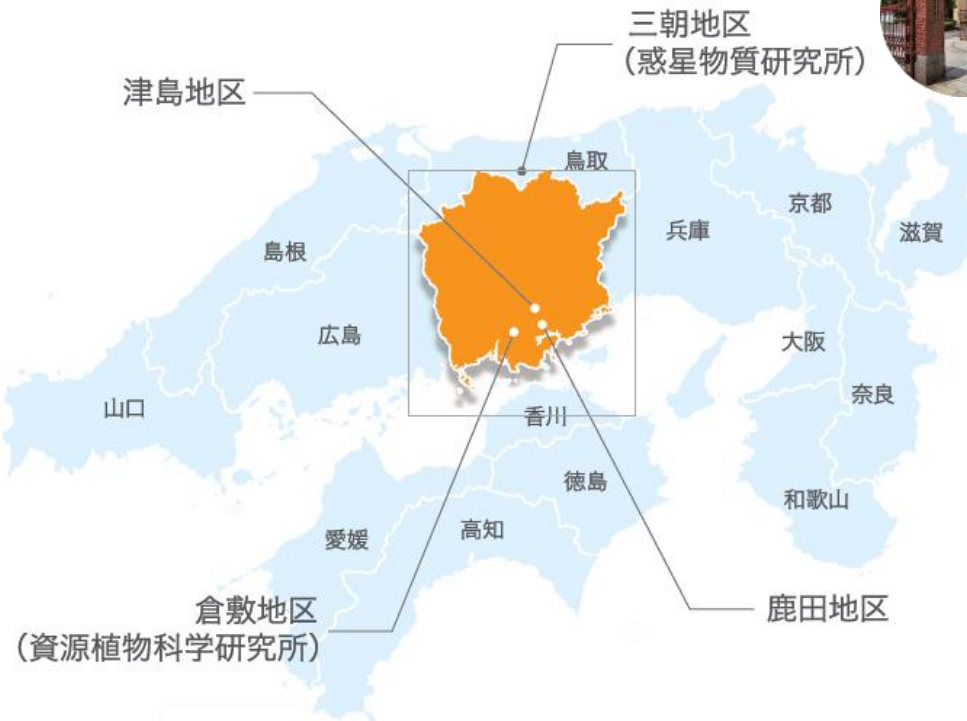 三朝地区
（惑星物質研究所）
津島地区
鳥取
京都
兵庫
滋賀
島根
広島
大阪
山口
奈良
香川
徳島
和歌山
愛媛
高知
倉敷地区
（資源植物科学研究所）
鹿田地区